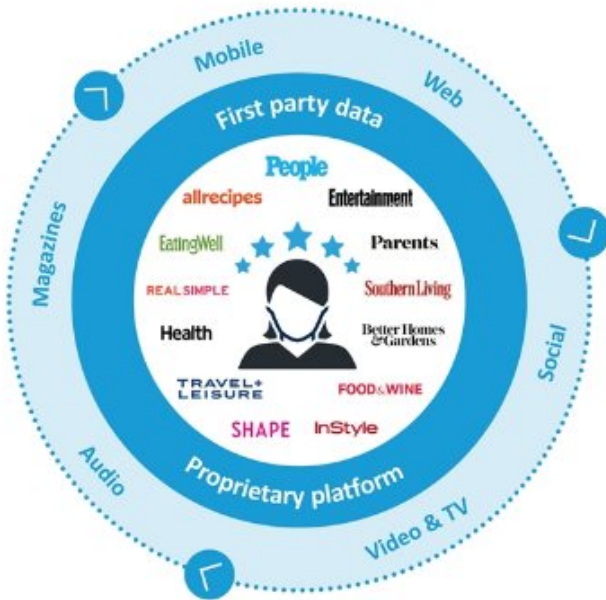 Mobile
Web
First party data
People
allrecipes
Entertainment
EatingWell
Parents
REAL SIMPLE
Southern Living
Health
Better Homes
& Gardens
TRAVEL+
LEISURE
FOOD&WINE
SHAPE
InStyle
Proprietary platform
Magazines
Social
Audio
Video & TV